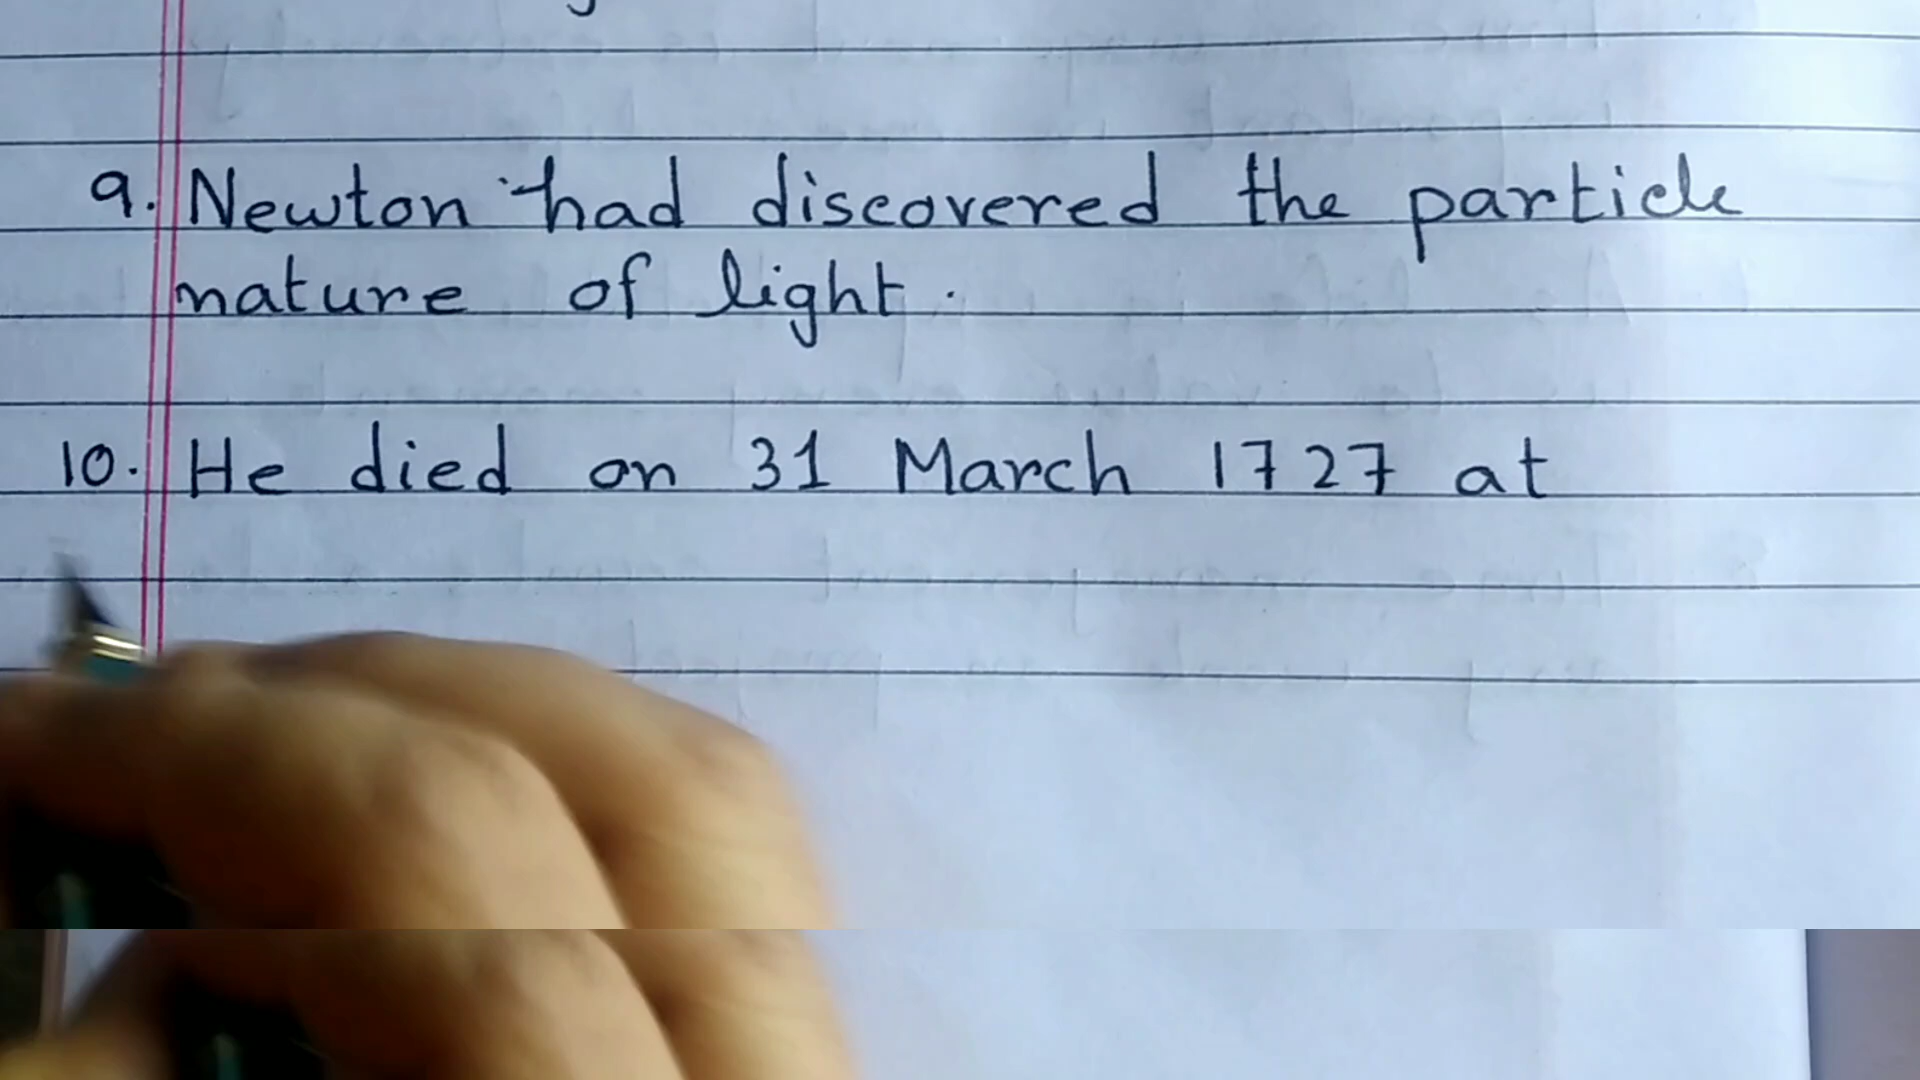 9. Newton had discovered the particle
nature of light.
10. He died on 31 March 1727 at